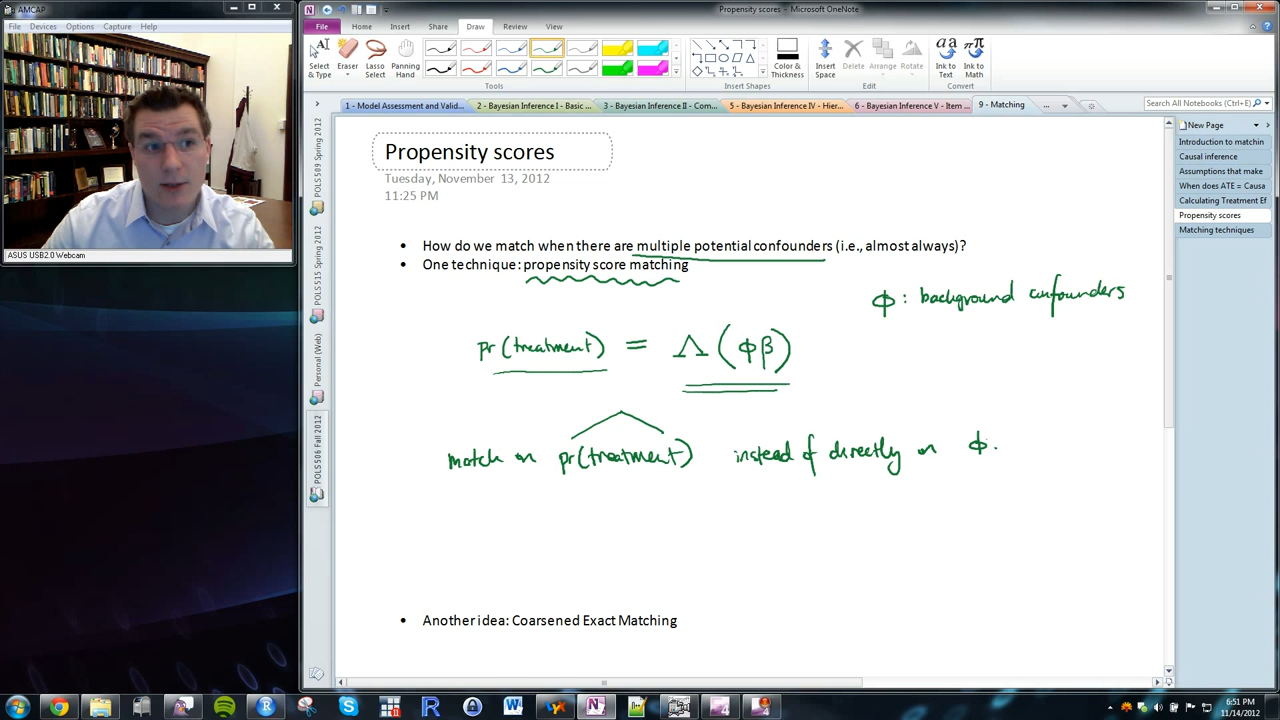 AMCAP
File Devices Options Capture Help
ASUS USB2.0 Webcam
Propensity scores - Microsoft OneNote
File Home Insert Share Draw Review View
Select & Type
Eraser
Lasso Select
Panning Hand
Tools
Insert Shapes
Color & Thickness
Insert Space
Delete
Arrange
Rotate
Edit
Ink to Text
Ink to Math
Convert
1 - Model Assessment and Valid... 2 - Bayesian Inference I - Basic ... 3 - Bayesian Inference II - Com... 5 - Bayesian Inference IV - Hier... 6 - Bayesian Inference V - Item ... 9 - Matching ...
Search All Notebooks (Ctrl+E)
POLS 509 Spring 2012
POLS 515 Spring 2012
Personal (Web)
POLS 506 Fall 2012
New Page
Introduction to matchin
Causal inference
Assumptions that make
When does ATE = Causa
Calculating Treatment Ef
Propensity scores
Matching techniques
Propensity scores
Tuesday, November 13, 2012
11:25 PM
• How do we match when there are multiple potential confounders (i.e., almost always)?
• One technique: propensity score matching
Φ: background confounders
pr(treatment) = Λ(Φβ)
match on pr(treatment) instead of directly on Φ.
• Another idea: Coarsened Exact Matching
6:51 PM
11/14/2012